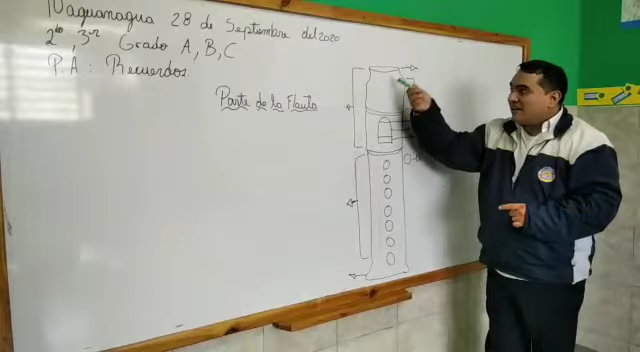 Naguanagua 28 de Septiembre del 2020
2do, 3er Grado A, B, C
P.A: Recuerdos.
Parte de la Flauta